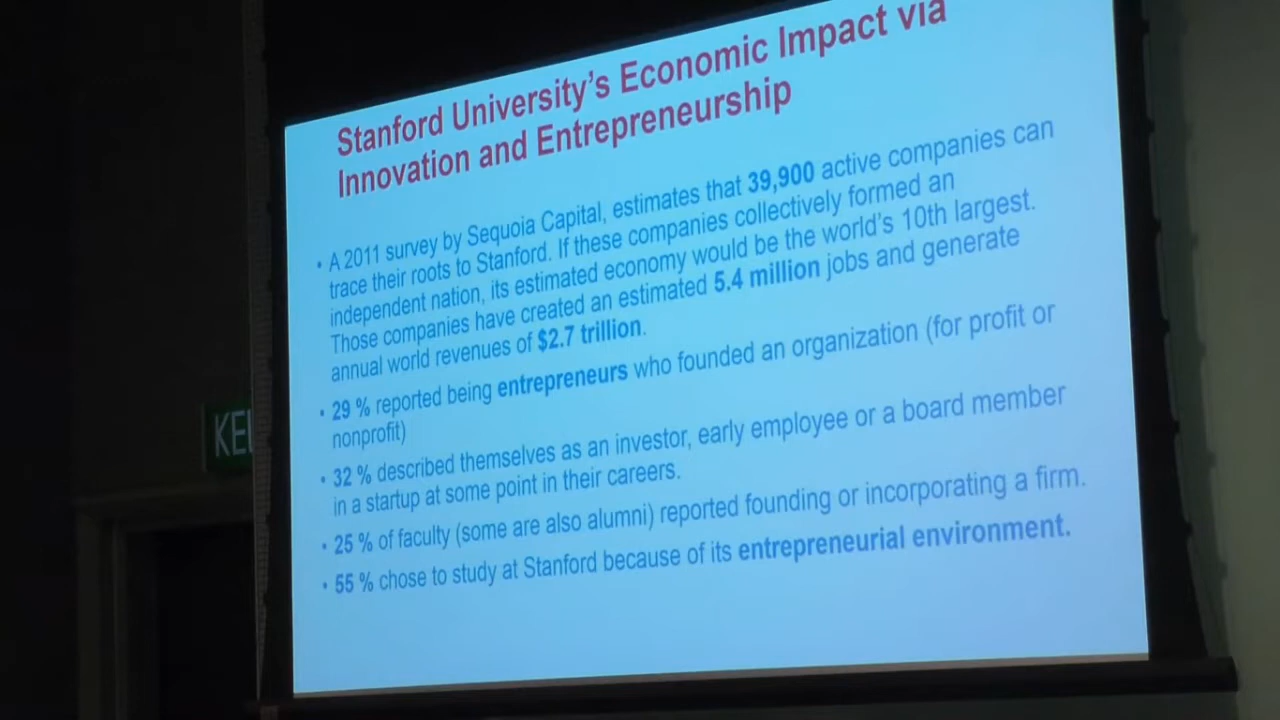 Stanford University's Economic Impact via
Innovation and Entrepreneurship
• A 2011 survey by Sequoia Capital, estimates that 39,900 active companies can
trace their roots to Stanford. If these companies collectively formed an
independent nation, its estimated economy would be the world's 10th largest.
Those companies have created an estimated 5.4 million jobs and generate
annual world revenues of $2.7 trillion.
• 29 % reported being entrepreneurs who founded an organization (for profit or
nonprofit)
• 32 % described themselves as an investor, early employee or a board member
in a startup at some point in their careers.
• 25 % of faculty (some are also alumni) reported founding or incorporating a firm.
• 55 % chose to study at Stanford because of its entrepreneurial environment.
KEL